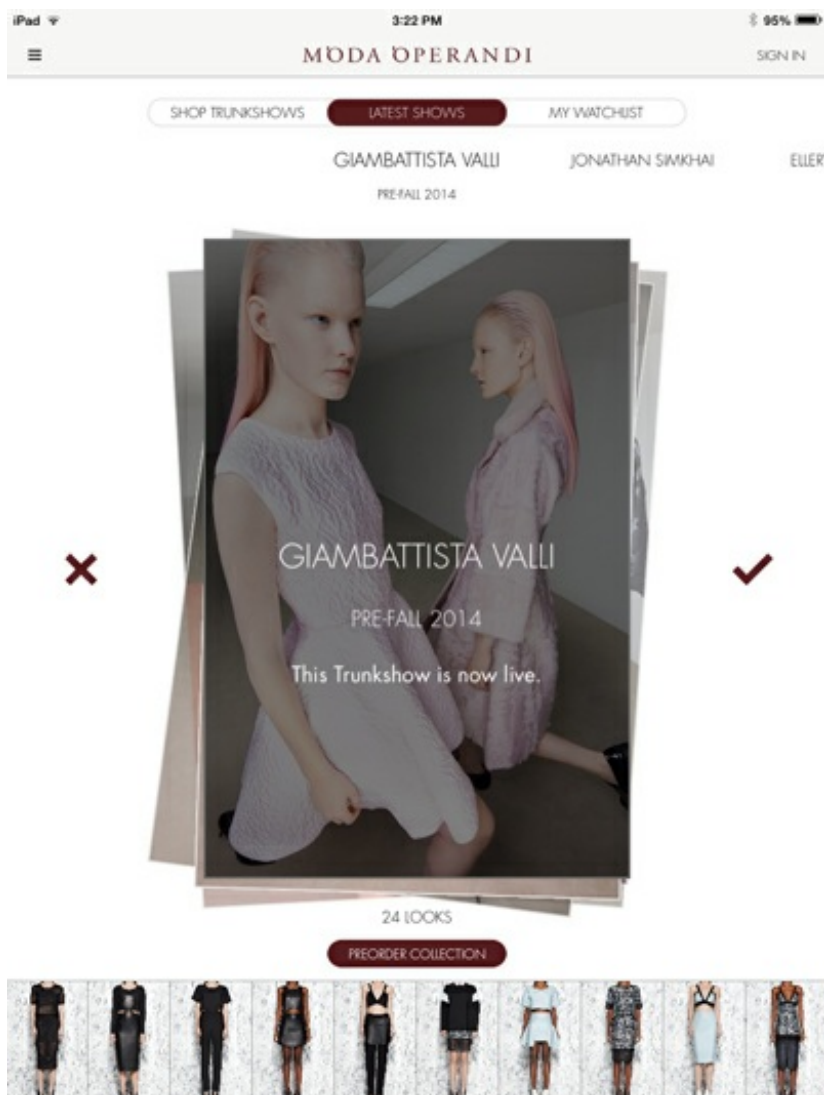 iPad 3:22 PM 95%
MODA OPERANDI SIGN IN
SHOP TRUNKSHOWS LATEST SHOWS MY WATCHLIST
GIAMBATTISTA VALLI JONATHAN SIMKHAI ELLER
PRE-FALL 2014
GIAMBATTISTA VALLI
PRE-FALL 2014
This Trunkshow is now live.
24 LOOKS
PREORDER COLLECTION